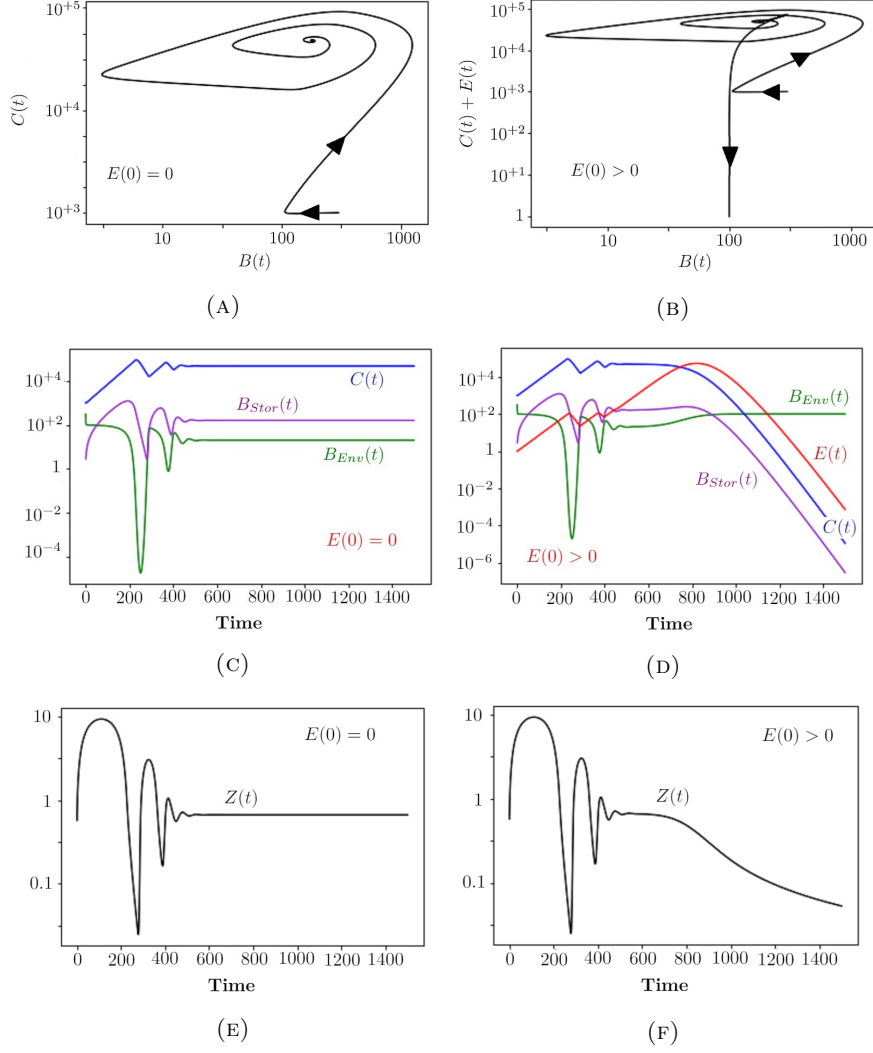 10+5
10+4
10+3
C(t)
E(0) = 0
10
100
1000
B(t)
(A)
10+5
10+4
10+3
10+2
10+1
1
C(t) + E(t)
E(0) > 0
10
100
1000
B(t)
(B)
10+4
10+2
1
10−2
10−4
C(t)
BStor(t)
BEnv(t)
E(0) = 0
0
200
400
600
800
1000
1200
1400
Time
(C)
10+4
10+2
1
10−2
10−4
10−6
BEnv(t)
E(t)
BStor(t)
C(t)
E(0) > 0
0
200
400
600
800
1000
1200
1400
Time
(D)
10
1
0.1
E(0) = 0
Z(t)
0
200
400
600
800
1000
1200
1400
Time
(E)
10
1
0.1
E(0) > 0
Z(t)
0
200
400
600
800
1000
1200
1400
Time
(F)